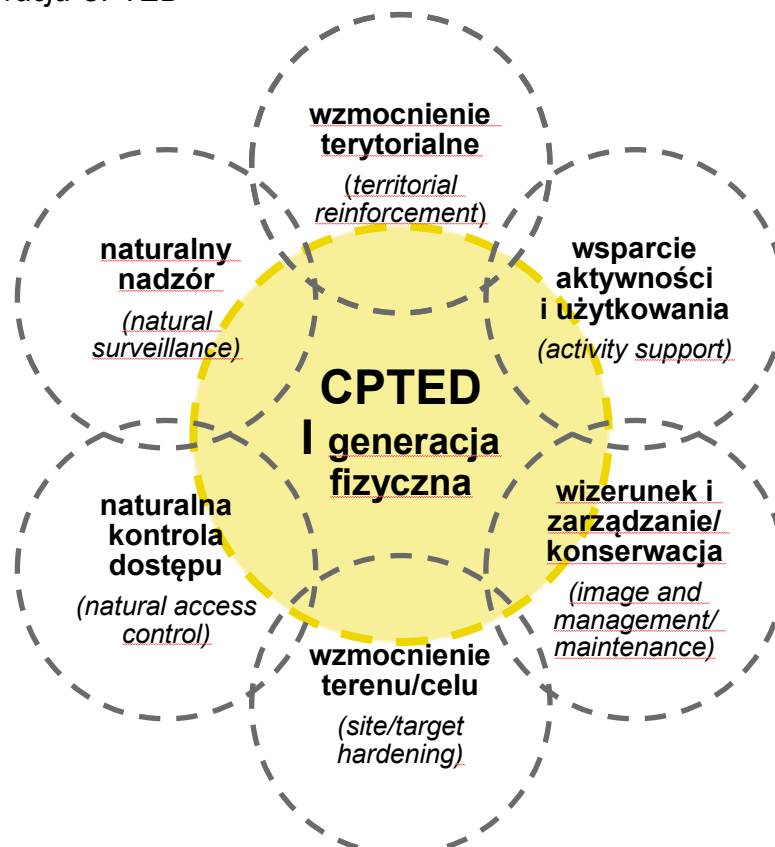 CPTED
wzmocnienie
terytorialne
(territorial
reinforcement)
naturalny
nadzór
(natural
surveillance)
wsparcie
aktywności
i użytkowania
(activity support)
CPTED
I generacja
fizyczna
naturalna
kontrola
dostępu
(natural access
control)
wizerunek i
zarządzanie/
konserwacja
(image and
management/
maintenance)
wzmocnienie
terenu/celu
(site/target
hardening)